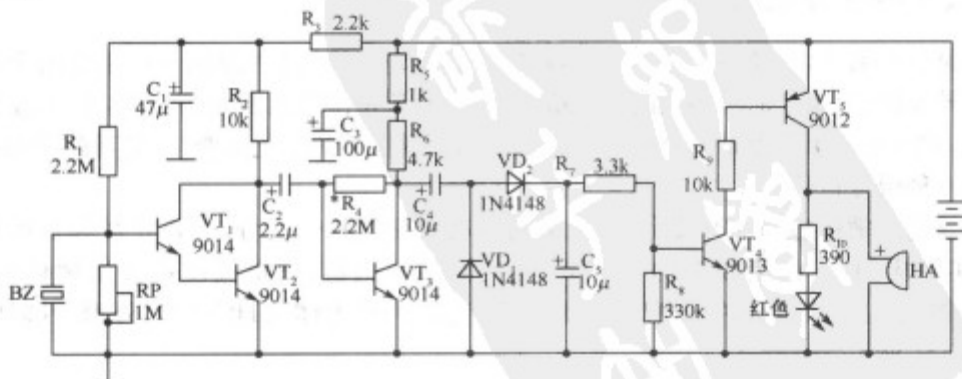 R₃ 2.2k
R₅
1k
C₁
47μ
R₂
10k
C₃
100μ
R₆
4.7k
VT₅
9012
R₁
2.2M
R₉
10k
C₂
2.2μ
R₄
2.2M
C₄
10μ
VD₂
1N4148
R₇ 3.3k
VT₁
9014
VT₂
9014
VT₃
9014
VD₁
1N4148
C₅
10μ
R₈
330k
VT₄
9013
R₁₀
390
HA
BZ
RP
1M
红色